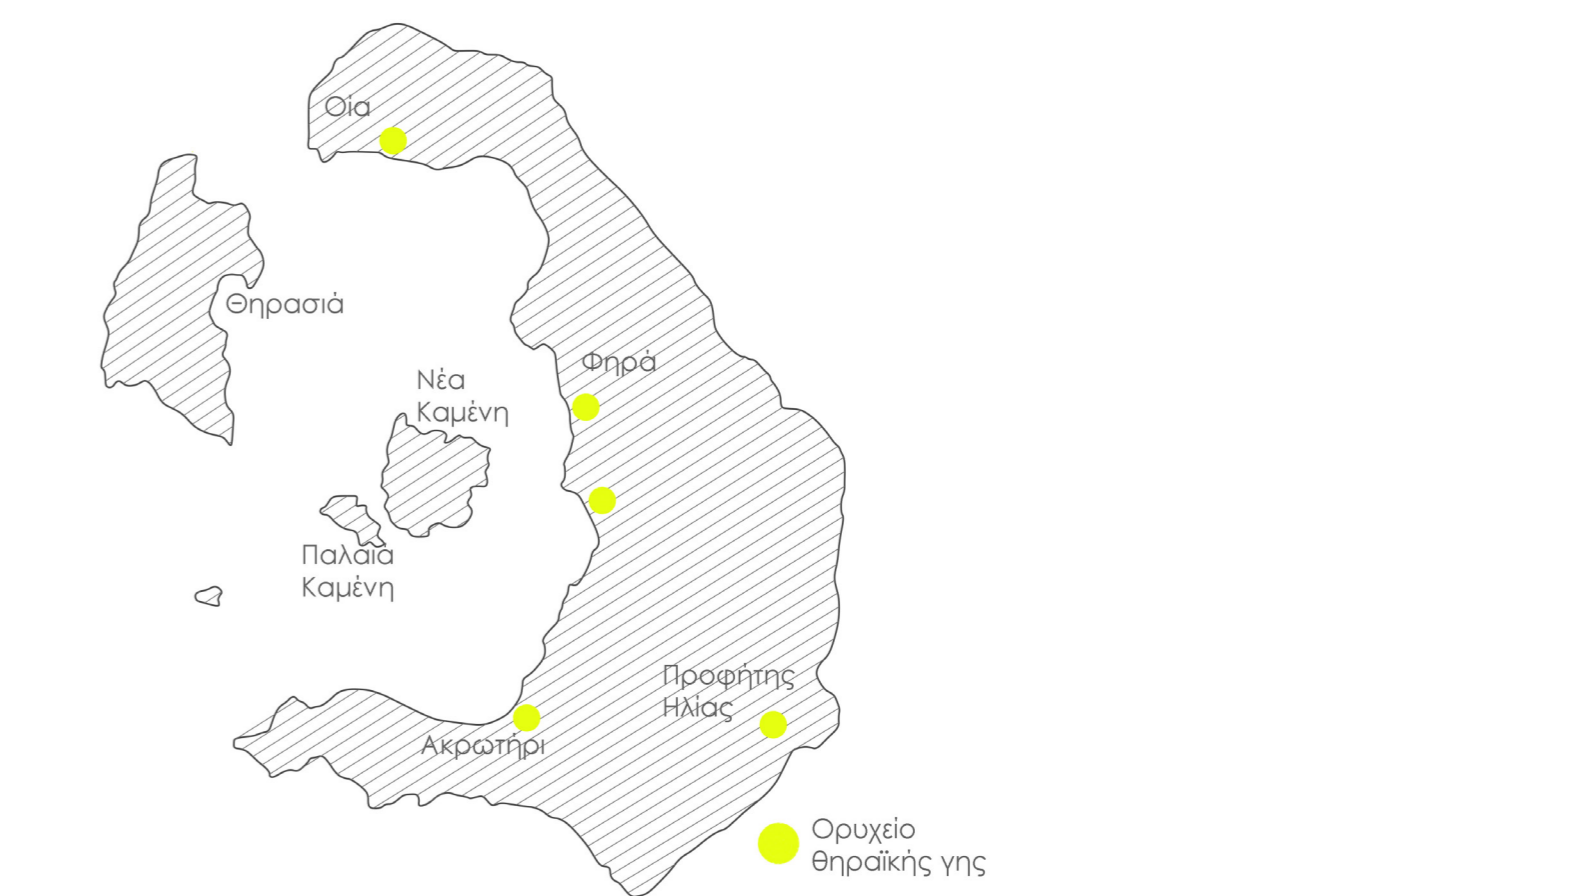 Οία
Θηρασιά
Φηρά
Νέα
Καμένη
Παλαιά
Καμένη
Προφήτης
Ηλίας
Ακρωτήρι
Ορυχείο
θηραϊκής γης